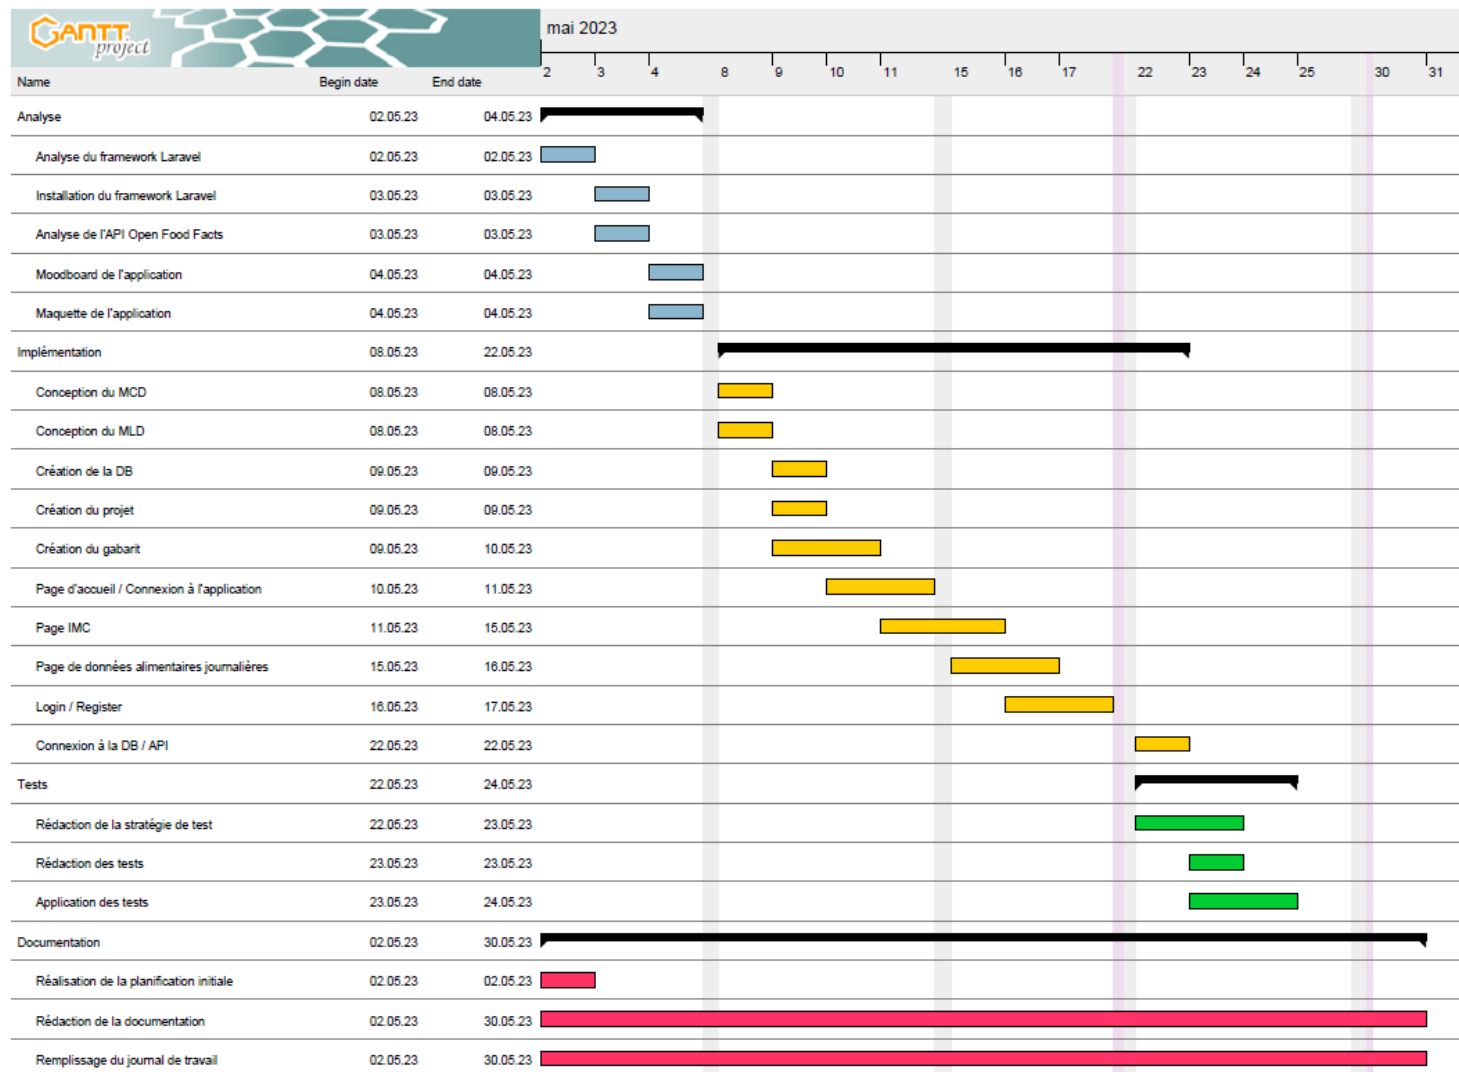 GANTT
project
mai 2023
Name Begin date End date
2 3 4 8 9 10 11 15 16 17 22 23 24 25 30 31
Analyse 02.05.23 04.05.23
Analyse du framework Laravel 02.05.23 02.05.23
Installation du framework Laravel 03.05.23 03.05.23
Analyse de l'API Open Food Facts 03.05.23 03.05.23
Moodboard de l'application 04.05.23 04.05.23
Maquette de l'application 04.05.23 04.05.23
Implémentation 08.05.23 22.05.23
Conception du MCD 08.05.23 08.05.23
Conception du MLD 08.05.23 08.05.23
Création de la DB 09.05.23 09.05.23
Création du projet 09.05.23 09.05.23
Création du gabarit 09.05.23 10.05.23
Page d'accueil / Connexion à l'application 10.05.23 11.05.23
Page IMC 11.05.23 15.05.23
Page de données alimentaires journalières 15.05.23 16.05.23
Login / Register 16.05.23 17.05.23
Connexion à la DB / API 22.05.23 22.05.23
Tests 22.05.23 24.05.23
Rédaction de la stratégie de test 22.05.23 23.05.23
Rédaction des tests 23.05.23 23.05.23
Application des tests 23.05.23 24.05.23
Documentation 02.05.23 30.05.23
Réalisation de la planification initiale 02.05.23 02.05.23
Rédaction de la documentation 02.05.23 30.05.23
Remplissage du journal de travail 02.05.23 30.05.23